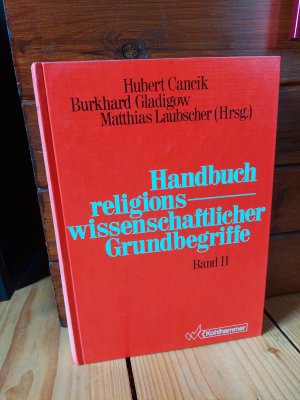 Hubert Cancik
Burkhard Gladigow
Matthias Laubscher (Hrsg.)
Handbuch
religions
wissenschaftlicher
Grundbegriffe
Band II
Kohlhammer